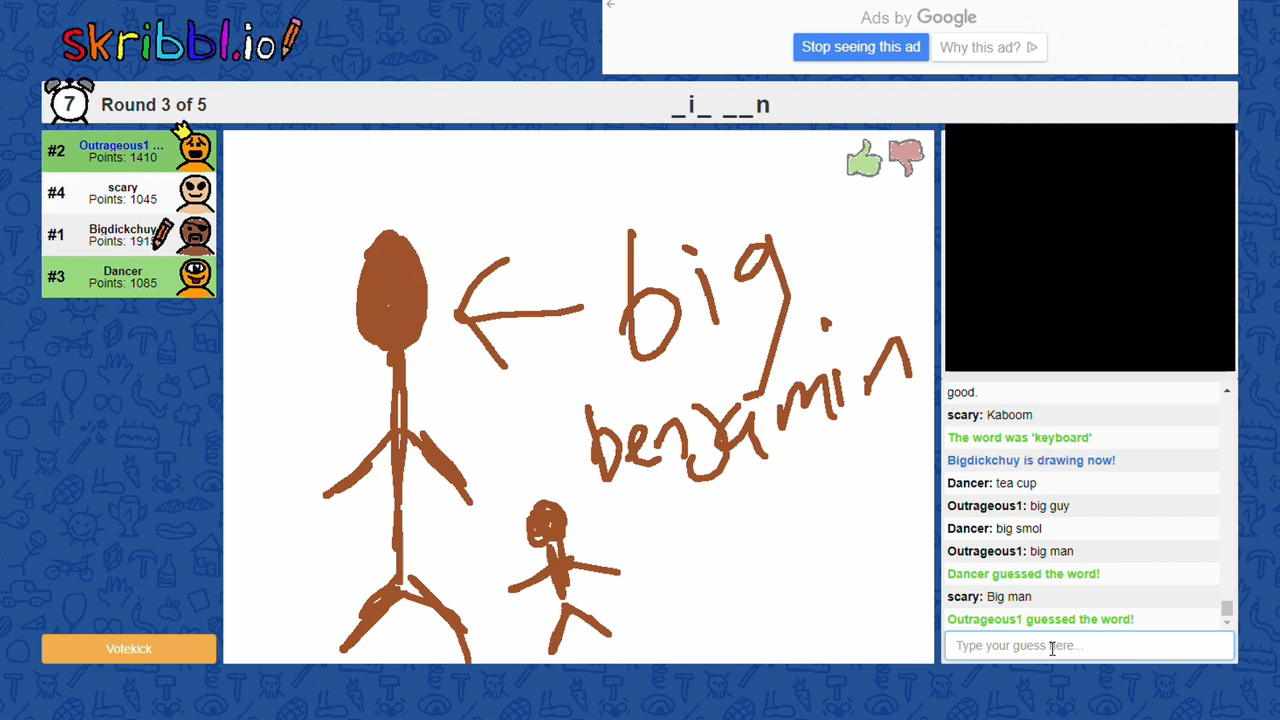 skribbl.io
Ads by Google
Stop seeing this ad
Why this ad?
7
Round 3 of 5
_i_ __n
#2
Outrageous1 ...
Points: 1410
#4
scary
Points: 1045
#1
Bigdickchuy
Points: 191
#3
Dancer
Points: 1085
big
benjamin
good.
scary: Kaboom
The word was 'keyboard'
Bigdickchuy is drawing now!
Dancer: tea cup
Outrageous1: big guy
Dancer: big smol
Outrageous1: big man
Dancer guessed the word!
scary: Big man
Outrageous1 guessed the word!
Type your guess here...
Votekick